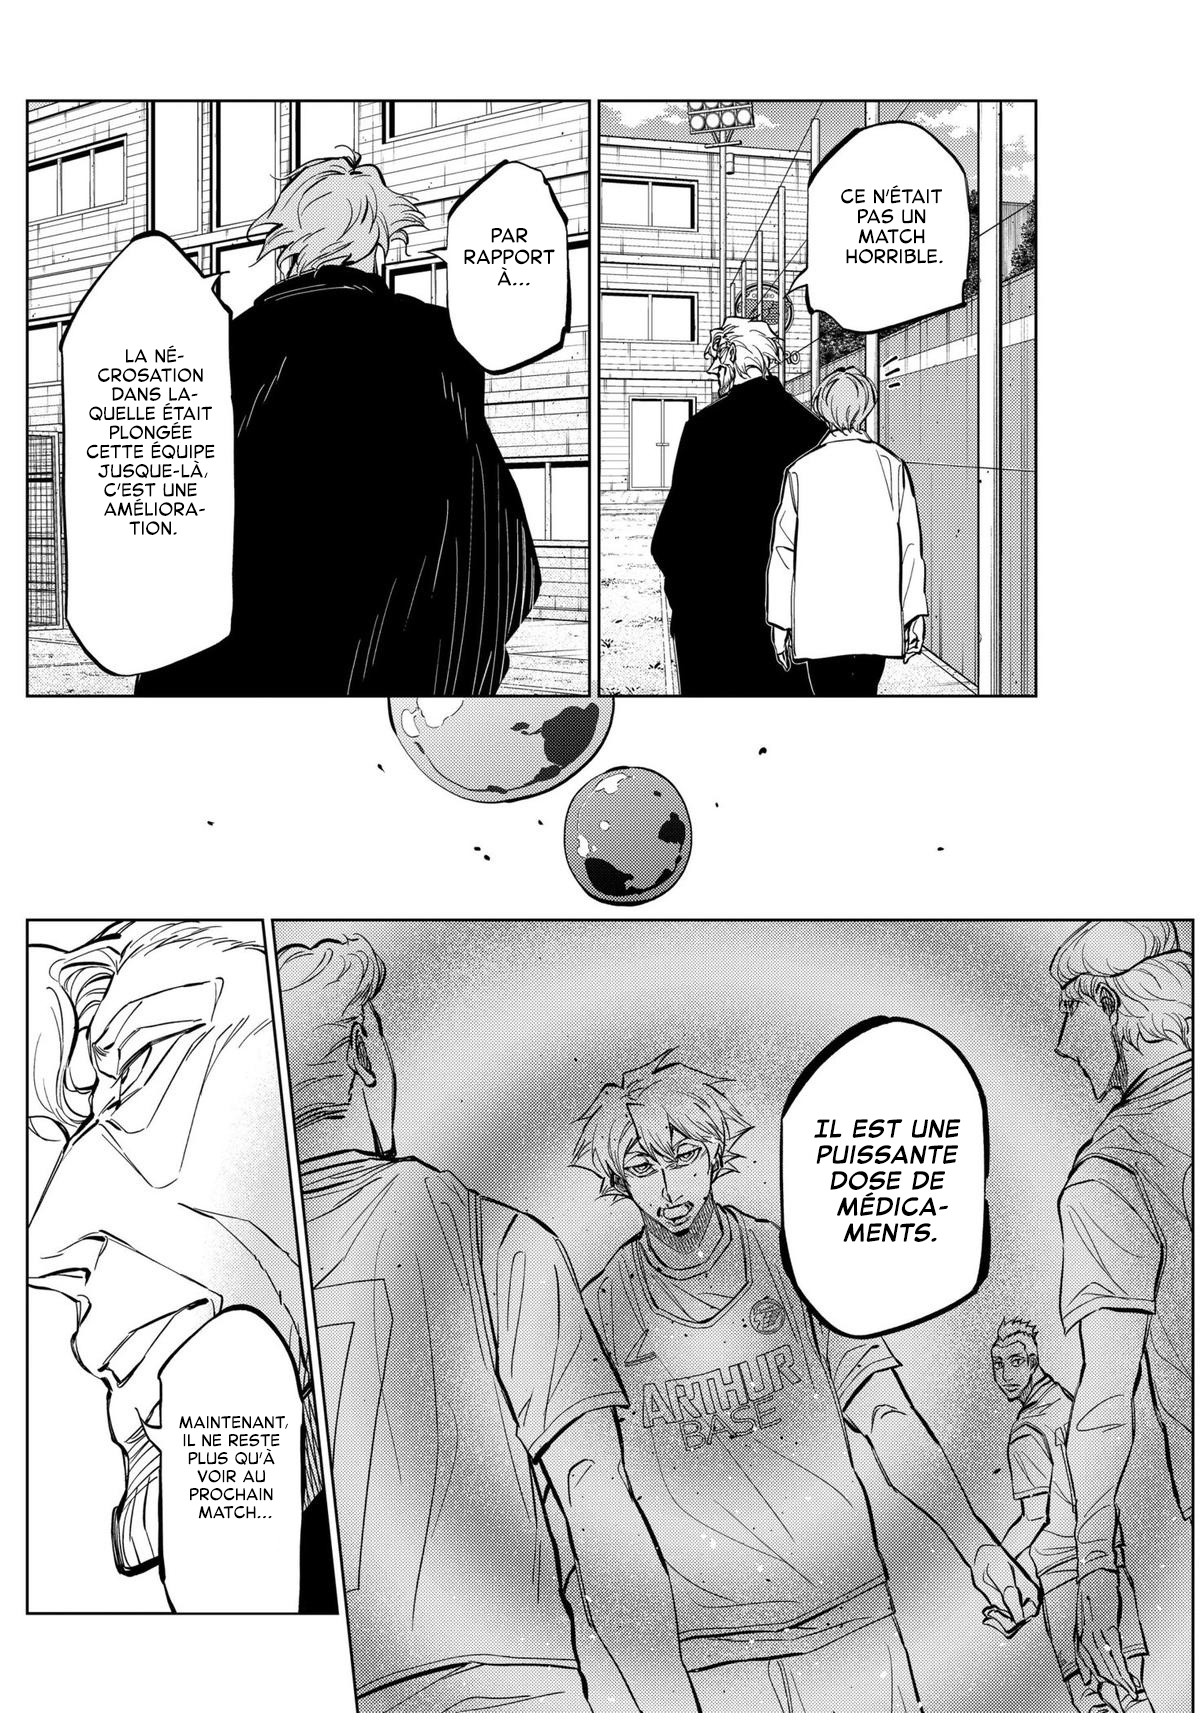 CE N'ÉTAIT
PAS UN
MATCH
HORRIBLE.
PAR
RAPPORT
À...
LA NÉ-
CROSATION
DANS LA-
QUELLE ÉTAIT
PLONGÉE
CETTE ÉQUIPE
JUSQUE-LÀ,
C'EST UNE
AMÉLIORA-
TION.
IL EST UNE
PUISSANTE
DOSE DE
MÉDICA-
MENTS.
ARTHUR
BASE
MAINTENANT,
IL NE RESTE
PLUS QU'À
VOIR AU
PROCHAIN
MATCH...